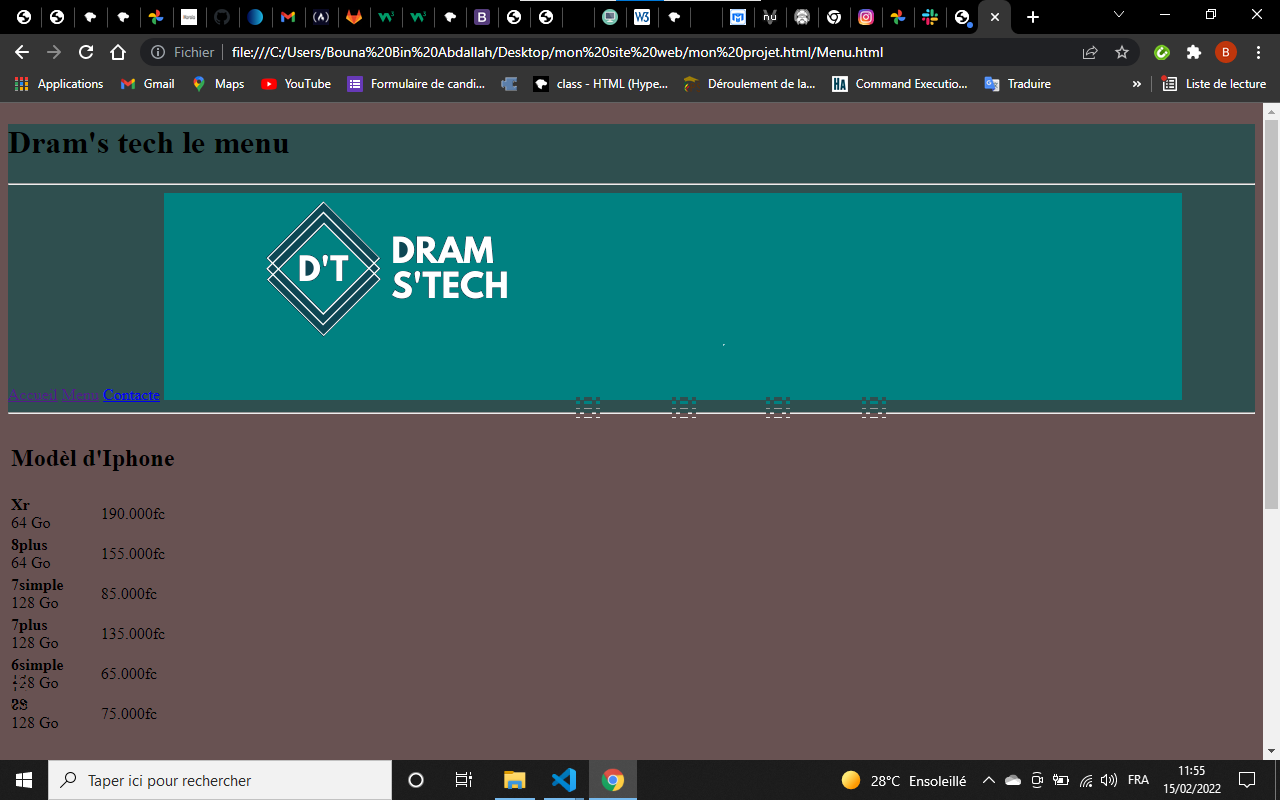 Fichier file:///C:/Users/Bouna%20Bin%20Abdallah/Desktop/mon%20site%20web/mon%20projet.html/Menu.html
B
Applications Gmail Maps YouTube Formulaire de candi... class - HTML (Hype... Déroulement de la... HA Command Executio... Traduire » Liste de lecture
Dram's tech le menu
D'T DRAM
S'TECH
Accueil Menu Contacte
Modèl d'Iphone
Xr
64 Go 190.000fc
8plus
64 Go 155.000fc
7simple
128 Go 85.000fc
7plus
128 Go 135.000fc
6simple
128 Go 65.000fc
128 Go 75.000fc
Taper ici pour rechercher 28°C Ensoleillé FRA 11:55
15/02/2022